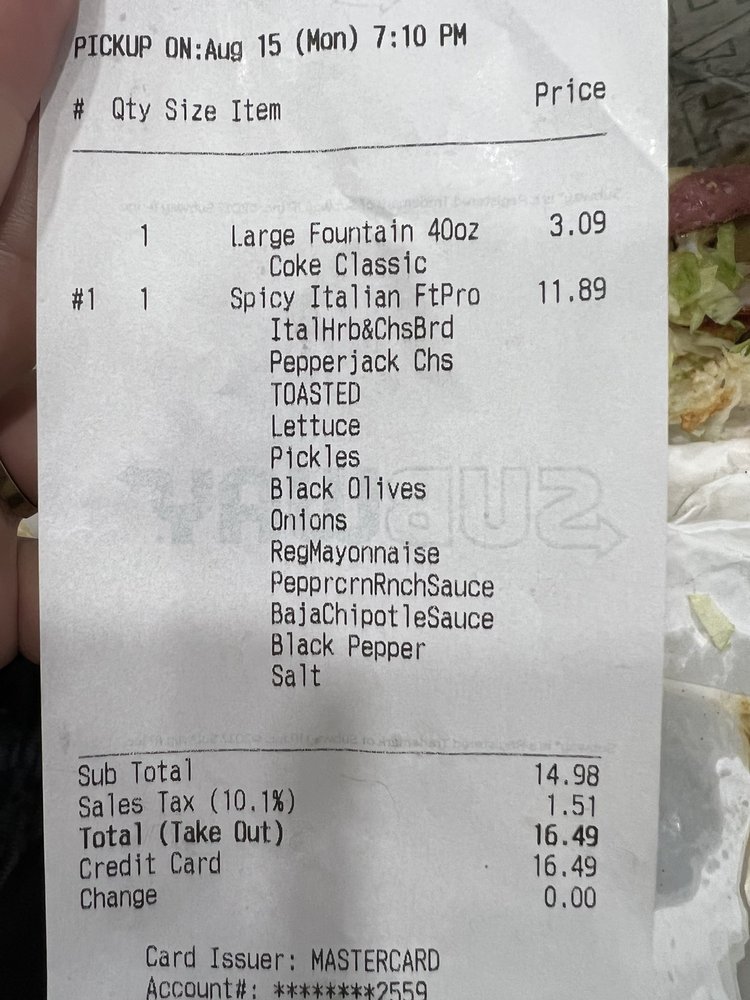 PICKUP ON:Aug 15 (Mon) 7:10 PM
# Qty Size Item Price
1 Large Fountain 40oz 3.09
Coke Classic
#1 1 Spicy Italian FtPro 11.89
ItalHrb&ChsBrd
Pepperjack Chs
TOASTED
Lettuce
Pickles
Black Olives
Onions
RegMayonnaise
PepprcrnRnchSauce
BajaChipotleSauce
Black Pepper
Salt
SUBWAY
Sub Total 14.98
Sales Tax (10.1%) 1.51
Total (Take Out) 16.49
Credit Card 16.49
Change 0.00
Card Issuer: MASTERCARD
Account#: ********2559